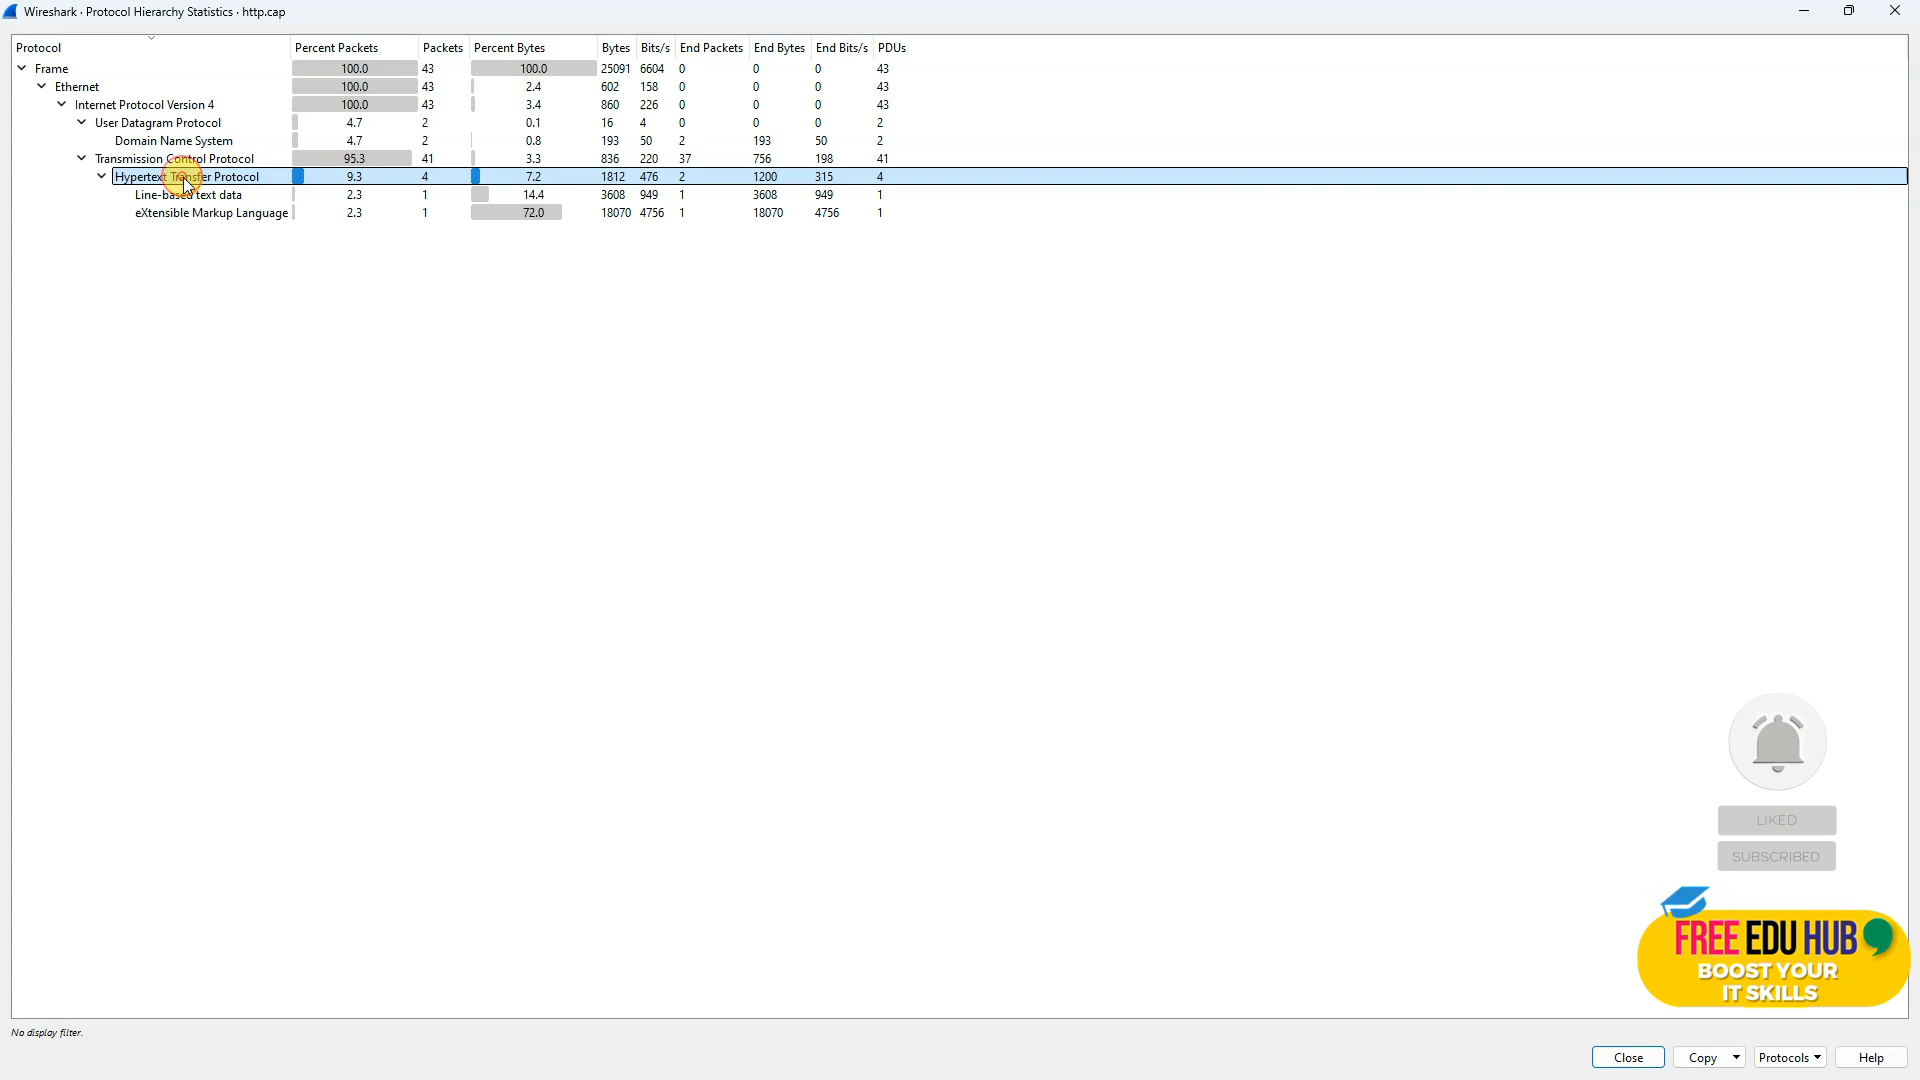 Wireshark · Protocol Hierarchy Statistics · http.cap
Protocol Percent Packets Packets Percent Bytes Bytes Bits/s End Packets End Bytes End Bits/s PDUs
Frame 100.0 43 100.0 25091 6604 0 0 0 43
Ethernet 100.0 43 2.4 602 158 0 0 0 43
Internet Protocol Version 4 100.0 43 3.4 860 226 0 0 0 43
User Datagram Protocol 4.7 2 0.1 16 4 0 0 0 2
Domain Name System 4.7 2 0.8 193 50 2 193 50 2
Transmission Control Protocol 95.3 41 3.3 836 220 37 756 198 41
Hypertext Transfer Protocol 9.3 4 7.2 1812 476 2 1200 315 4
Line-based text data 2.3 1 14.4 3608 949 1 3608 949 1
eXtensible Markup Language 2.3 1 72.0 18070 4756 1 18070 4756 1
LIKED
SUBSCRIBED
FREE EDU HUB
BOOST YOUR
IT SKILLS
No display filter.
Close Copy Protocols Help